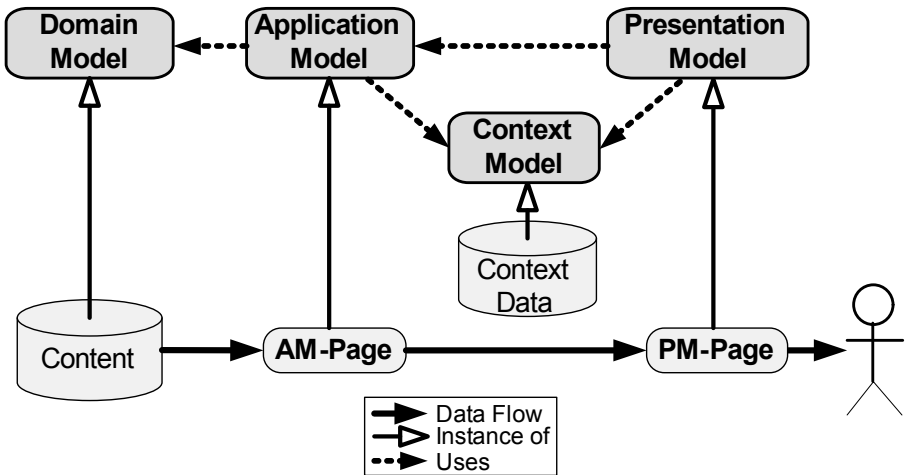 Domain
Model
Application
Model
Presentation
Model
Context
Model
Context
Data
Content
AM-Page
PM-Page
Data Flow
Instance of
Uses